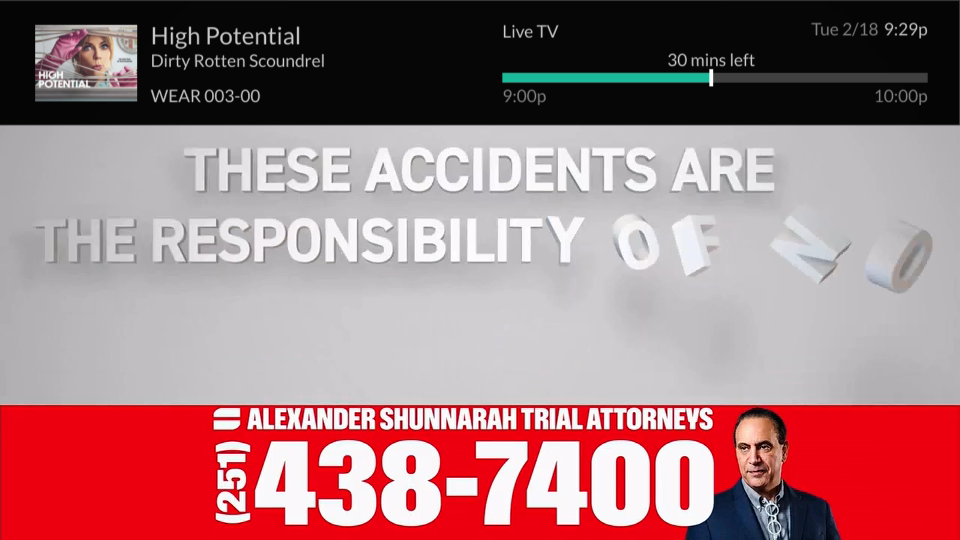 High Potential
Dirty Rotten Scoundrel
WEAR 003-00
HIGH
POTENTIAL
Live TV
Tue 2/18 9:29p
30 mins left
9:00p
10:00p
THESE ACCIDENTS ARE
THE RESPONSIBILITY OF NO
ALEXANDER SHUNNARAH TRIAL ATTORNEYS
(251)
438-7400